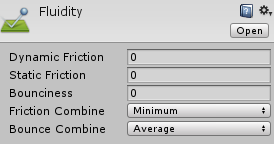 Fluidity
Open
Dynamic Friction 0
Static Friction 0
Bounciness 0
Friction Combine Minimum
Bounce Combine Average